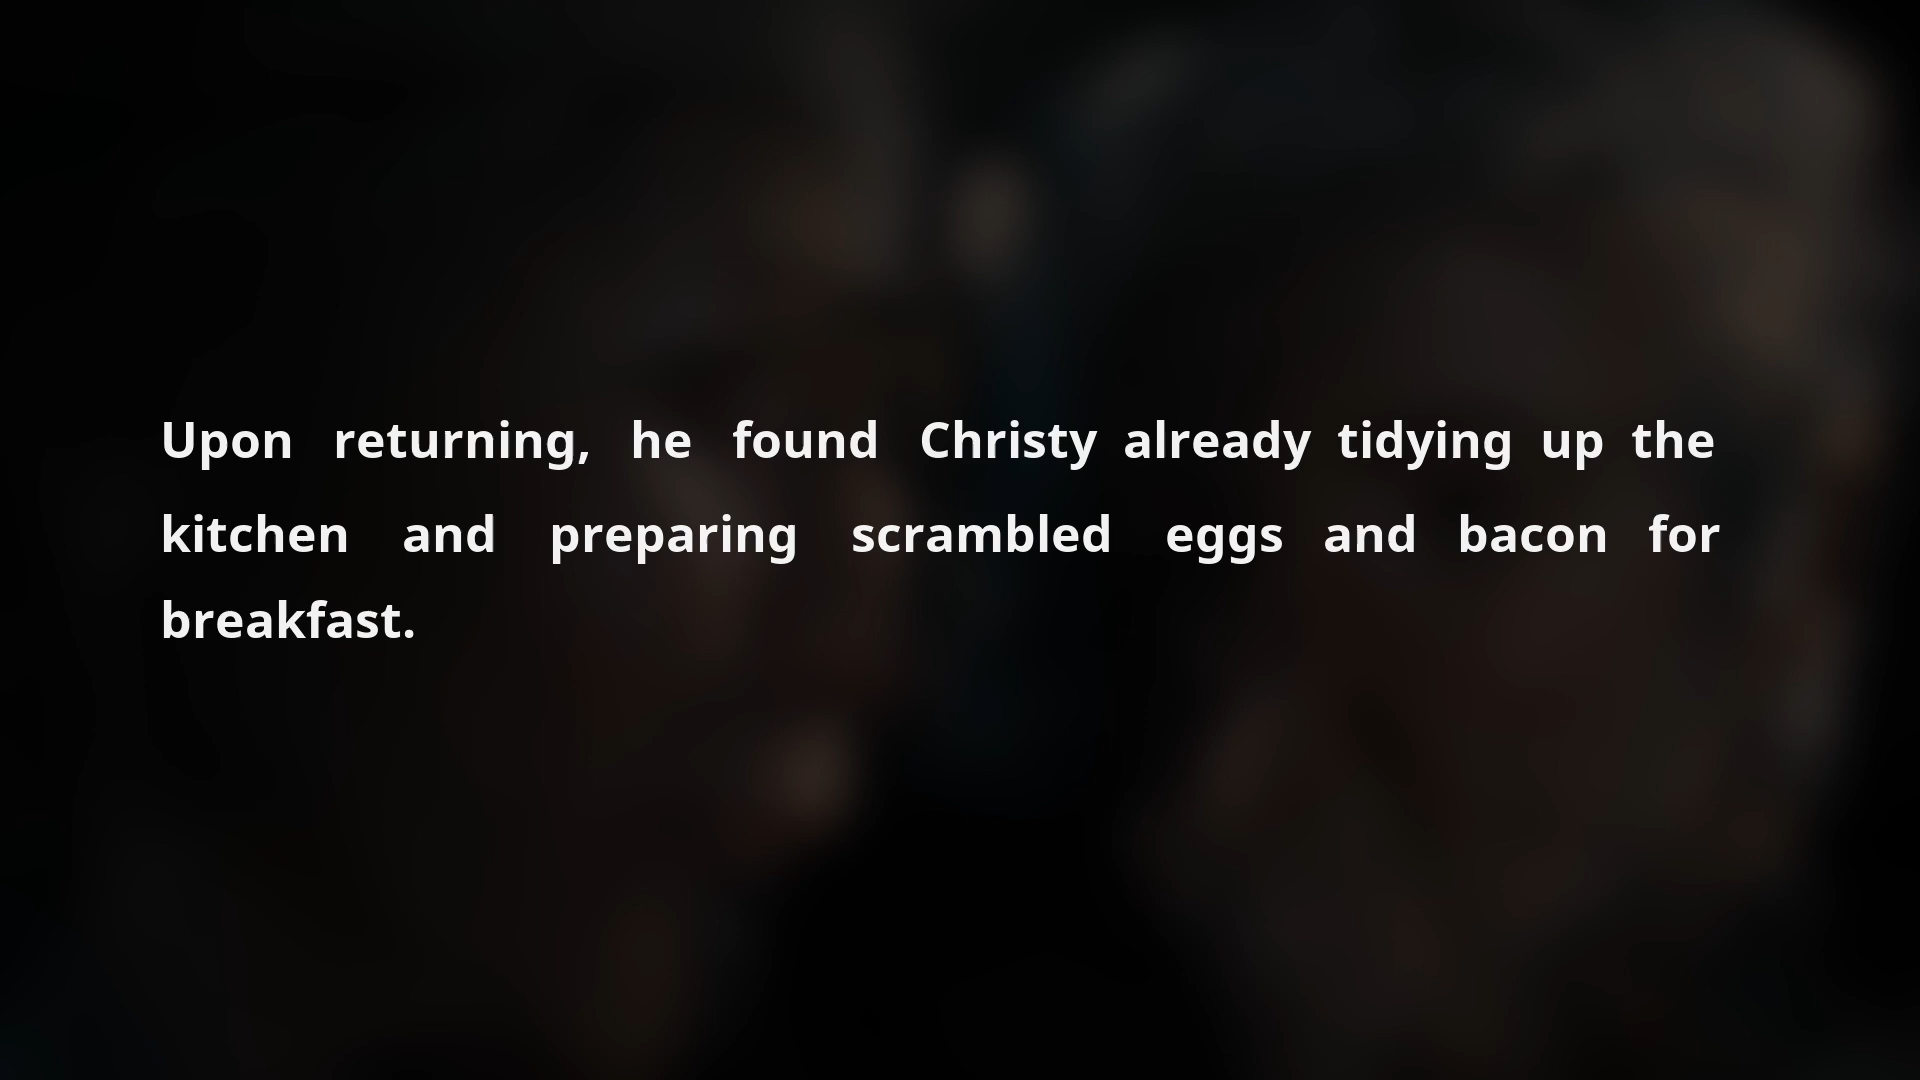 Upon returning, he found Christy already tidying up the
kitchen and preparing scrambled eggs and bacon for
breakfast.